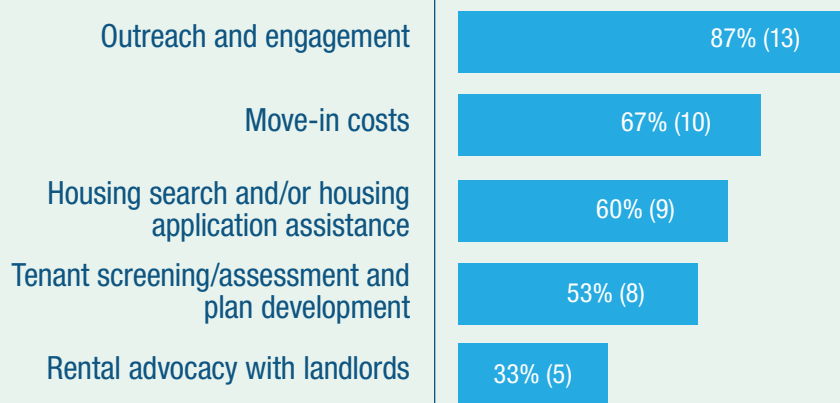 Outreach and engagement
87% (13)
Move-in costs
67% (10)
Housing search and/or housing
application assistance
60% (9)
Tenant screening/assessment and
plan development
53% (8)
Rental advocacy with landlords
33% (5)